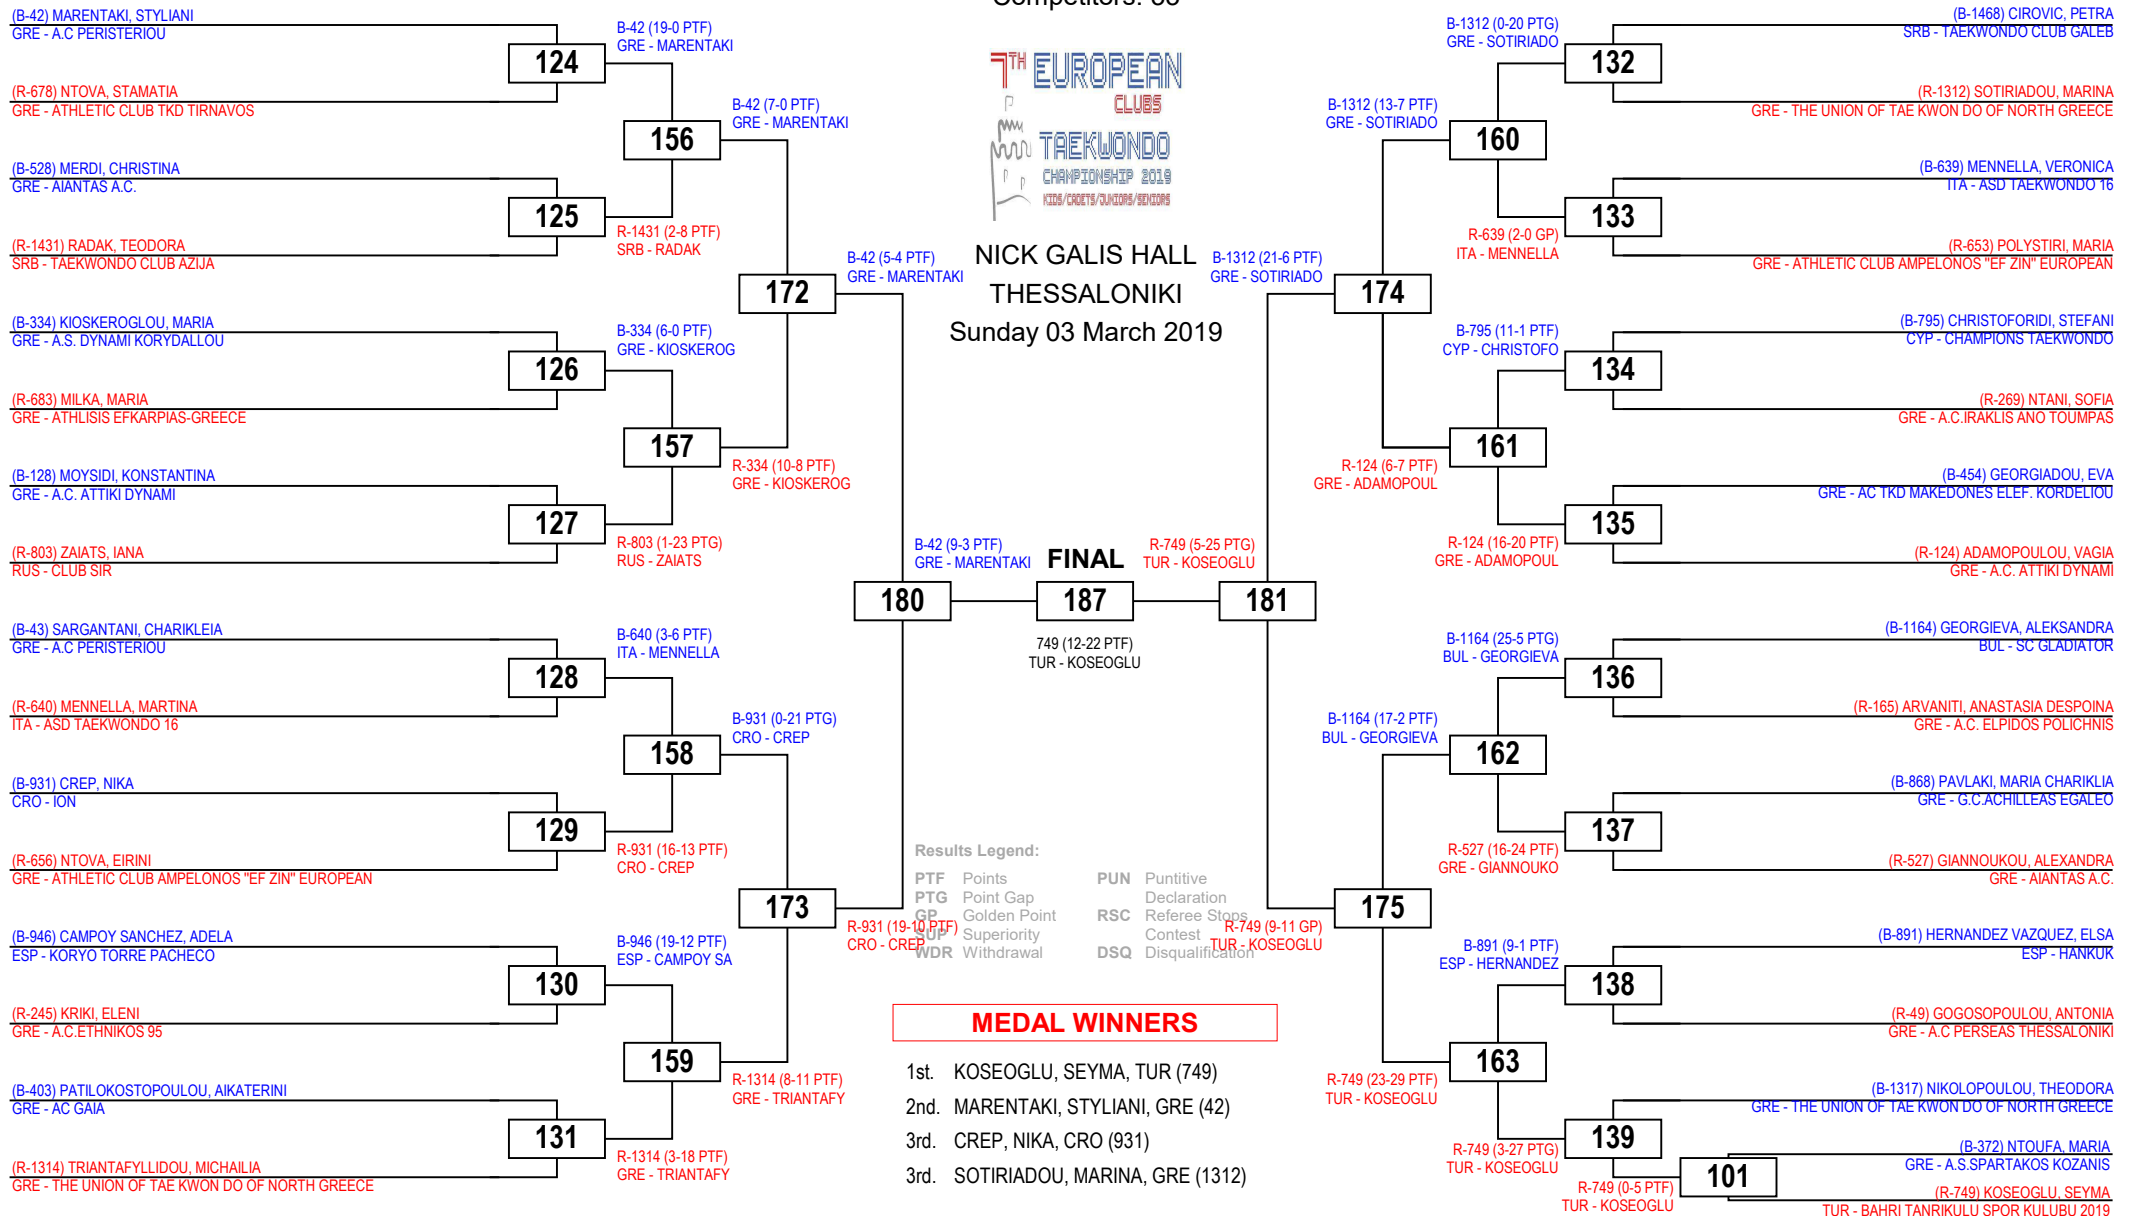 (B-42) MARENTAKI, STYLIANI
GRE - A.C PERISTERIOU
124
(R-678) NTOVA, STAMATIA
GRE - ATHLETIC CLUB TKD TIRNAVOS
B-42 (19-0 PTF)
GRE - MARENTAKI
156
(B-528) MERDI, CHRISTINA
GRE - AIANTAS A.C.
125
(R-1431) RADAK, TEODORA
SRB - TAEKWONDO CLUB AZIJA
R-1431 (2-8 PTF)
SRB - RADAK
B-42 (7-0 PTF)
GRE - MARENTAKI
172
(B-334) KIOSKEROGLOU, MARIA
GRE - A.S. DYNAMI KORYDALLOU
126
(R-683) MILKA, MARIA
GRE - ATHLISIS EFKARPIAS-GREECE
B-334 (6-0 PTF)
GRE - KIOSKEROG
157
(B-128) MOYSIDI, KONSTANTINA
GRE - A.C. ATTIKI DYNAMI
127
(R-803) ZAIATS, IANA
RUS - CLUB SIR
R-803 (1-23 PTG)
RUS - ZAIATS
R-334 (10-8 PTF)
GRE - KIOSKEROG
B-42 (5-4 PTF)
GRE - MARENTAKI
180
(B-43) SARGANTANI, CHARIKLEIA
GRE - A.C PERISTERIOU
128
(R-640) MENNELLA, MARTINA
ITA - ASD TAEKWONDO 16
B-640 (3-6 PTF)
ITA - MENNELLA
158
(B-931) CREP, NIKA
CRO - ION
129
(R-656) NTOVA, EIRINI
GRE - ATHLETIC CLUB AMPELONOS "EF ZIN" EUROPEAN
R-931 (16-13 PTF)
CRO - CREP
B-931 (0-21 PTG)
CRO - CREP
173
(B-946) CAMPOY SANCHEZ, ADELA
ESP - KORYO TORRE PACHECO
130
(R-245) KRIKI, ELENI
GRE - A.C.ETHNIKOS 95
B-946 (19-12 PTF)
ESP - CAMPOY SA
159
(B-403) PATILOKOSTOPOULOU, AIKATERINI
GRE - AC GAIA
131
(R-1314) TRIANTAFYLLIDOU, MICHAILIA
GRE - THE UNION OF TAE KWON DO OF NORTH GREECE
R-1314 (3-18 PTF)
GRE - TRIANTAFY
R-1314 (8-11 PTF)
GRE - TRIANTAFY
R-931 (19-10 PTF)
CRO - CREP
7TH EUROPEAN
CLUBS
TAEKWONDO
CHAMPIONSHIP 2019
KIDS/CADETS/JUNIORS/SENIORS
NICK GALIS HALL
THESSALONIKI
Sunday 03 March 2019
B-42 (9-3 PTF)
GRE - MARENTAKI
FINAL
187
R-749 (5-25 PTG)
TUR - KOSEOGLU
749 (12-22 PTF)
TUR - KOSEOGLU
Results Legend:
PTF Points
PTG Point Gap
GP Golden Point
SUP Superiority
WDR Withdrawal
PUN Puntitive
Declaration
RSC Referee Stops
Contest
DSQ Disqualification
MEDAL WINNERS
1st. KOSEOGLU, SEYMA, TUR (749)
2nd. MARENTAKI, STYLIANI, GRE (42)
3rd. CREP, NIKA, CRO (931)
3rd. SOTIRIADOU, MARINA, GRE (1312)
(B-1468) CIROVIC, PETRA
SRB - TAEKWONDO CLUB GALEB
132
(R-1312) SOTIRIADOU, MARINA
GRE - THE UNION OF TAE KWON DO OF NORTH GREECE
B-1312 (0-20 PTG)
GRE - SOTIRIADO
160
(B-639) MENNELLA, VERONICA
ITA - ASD TAEKWONDO 16
133
(R-653) POLYSTIRI, MARIA
GRE - ATHLETIC CLUB AMPELONOS "EF ZIN" EUROPEAN
R-639 (2-0 GP)
ITA - MENNELLA
B-1312 (13-7 PTF)
GRE - SOTIRIADO
174
(B-795) CHRISTOFORIDI, STEFANI
CYP - CHAMPIONS TAEKWONDO
134
(R-269) NTANI, SOFIA
GRE - A.C.IRAKLIS ANO TOUMPAS
B-795 (11-1 PTF)
CYP - CHRISTOFO
161
(B-454) GEORGIADOU, EVA
GRE - AC TKD MAKEDONES ELEF. KORDELIOU
135
(R-124) ADAMOPOULOU, VAGIA
GRE - A.C. ATTIKI DYNAMI
R-124 (16-20 PTF)
GRE - ADAMOPOUL
R-124 (6-7 PTF)
GRE - ADAMOPOUL
B-1312 (21-6 PTF)
GRE - SOTIRIADO
181
(B-1164) GEORGIEVA, ALEKSANDRA
BUL - SC GLADIATOR
136
(R-165) ARVANITI, ANASTASIA DESPOINA
GRE - A.C. ELPIDOS POLICHNIS
B-1164 (25-5 PTG)
BUL - GEORGIEVA
162
(B-868) PAVLAKI, MARIA CHARIKLIA
GRE - G.C.ACHILLEAS EGALEO
137
(R-527) GIANNOUKOU, ALEXANDRA
GRE - AIANTAS A.C.
R-527 (16-24 PTF)
GRE - GIANNOUKO
B-1164 (17-2 PTF)
BUL - GEORGIEVA
175
(B-891) HERNANDEZ VAZQUEZ, ELSA
ESP - HANKUK
138
(R-49) GOGOSOPOULOU, ANTONIA
GRE - A.C PERSEAS THESSALONIKI
B-891 (9-1 PTF)
ESP - HERNANDEZ
163
(B-1317) NIKOLOPOULOU, THEODORA
GRE - THE UNION OF TAE KWON DO OF NORTH GREECE
139
R-749 (3-27 PTG)
TUR - KOSEOGLU
(B-372) NTOUFA, MARIA
GRE - A.S.SPARTAKOS KOZANIS
101
(R-749) KOSEOGLU, SEYMA
TUR - BAHRI TANRIKULU SPOR KULUBU 2019
R-749 (0-5 PTF)
TUR - KOSEOGLU
R-749 (23-29 PTF)
TUR - KOSEOGLU
R-749 (9-11 GP)
TUR - KOSEOGLU